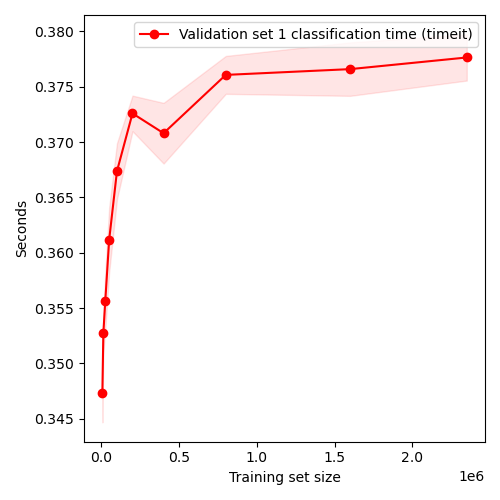 Validation set 1 classification time (timeit)
0.380
0.375
0.370
0.365
0.360
0.355
0.350
0.345
Seconds
0.0 0.5 1.0 1.5 2.0
1e6
Training set size